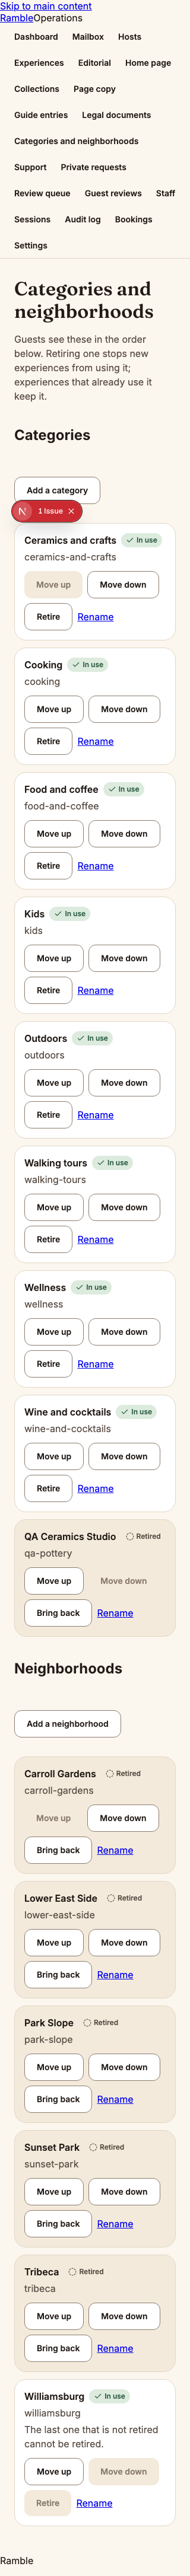 Skip to main content
RambleOperations
Dashboard Mailbox Hosts
Experiences Editorial Home page
Collections Page copy
Guide entries Legal documents
Categories and neighborhoods
Support Private requests
Review queue Guest reviews Staff
Sessions Audit log Bookings
Settings
Categories and
neighborhoods
Guests see these in the order
below. Retiring one stops new
experiences from using it;
experiences that already use it
keep it.
Categories
Add a category
N 1 Issue
Ceramics and crafts In use
ceramics-and-crafts
Move up Move down
Retire Rename
Cooking In use
cooking
Move up Move down
Retire Rename
Food and coffee In use
food-and-coffee
Move up Move down
Retire Rename
Kids In use
kids
Move up Move down
Retire Rename
Outdoors In use
outdoors
Move up Move down
Retire Rename
Walking tours In use
walking-tours
Move up Move down
Retire Rename
Wellness In use
wellness
Move up Move down
Retire Rename
Wine and cocktails In use
wine-and-cocktails
Move up Move down
Retire Rename
QA Ceramics Studio Retired
qa-pottery
Move up Move down
Bring back Rename
Neighborhoods
Add a neighborhood
Carroll Gardens Retired
carroll-gardens
Move up Move down
Bring back Rename
Lower East Side Retired
lower-east-side
Move up Move down
Bring back Rename
Park Slope Retired
park-slope
Move up Move down
Bring back Rename
Sunset Park Retired
sunset-park
Move up Move down
Bring back Rename
Tribeca Retired
tribeca
Move up Move down
Bring back Rename
Williamsburg In use
williamsburg
The last one that is not retired
cannot be retired.
Move up Move down
Retire Rename
Ramble